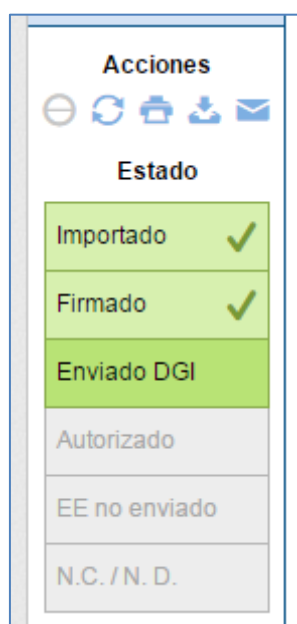 Acciones
Estado
Importado
Firmado
Enviado DGI
Autorizado
EE no enviado
N.C. / N. D.